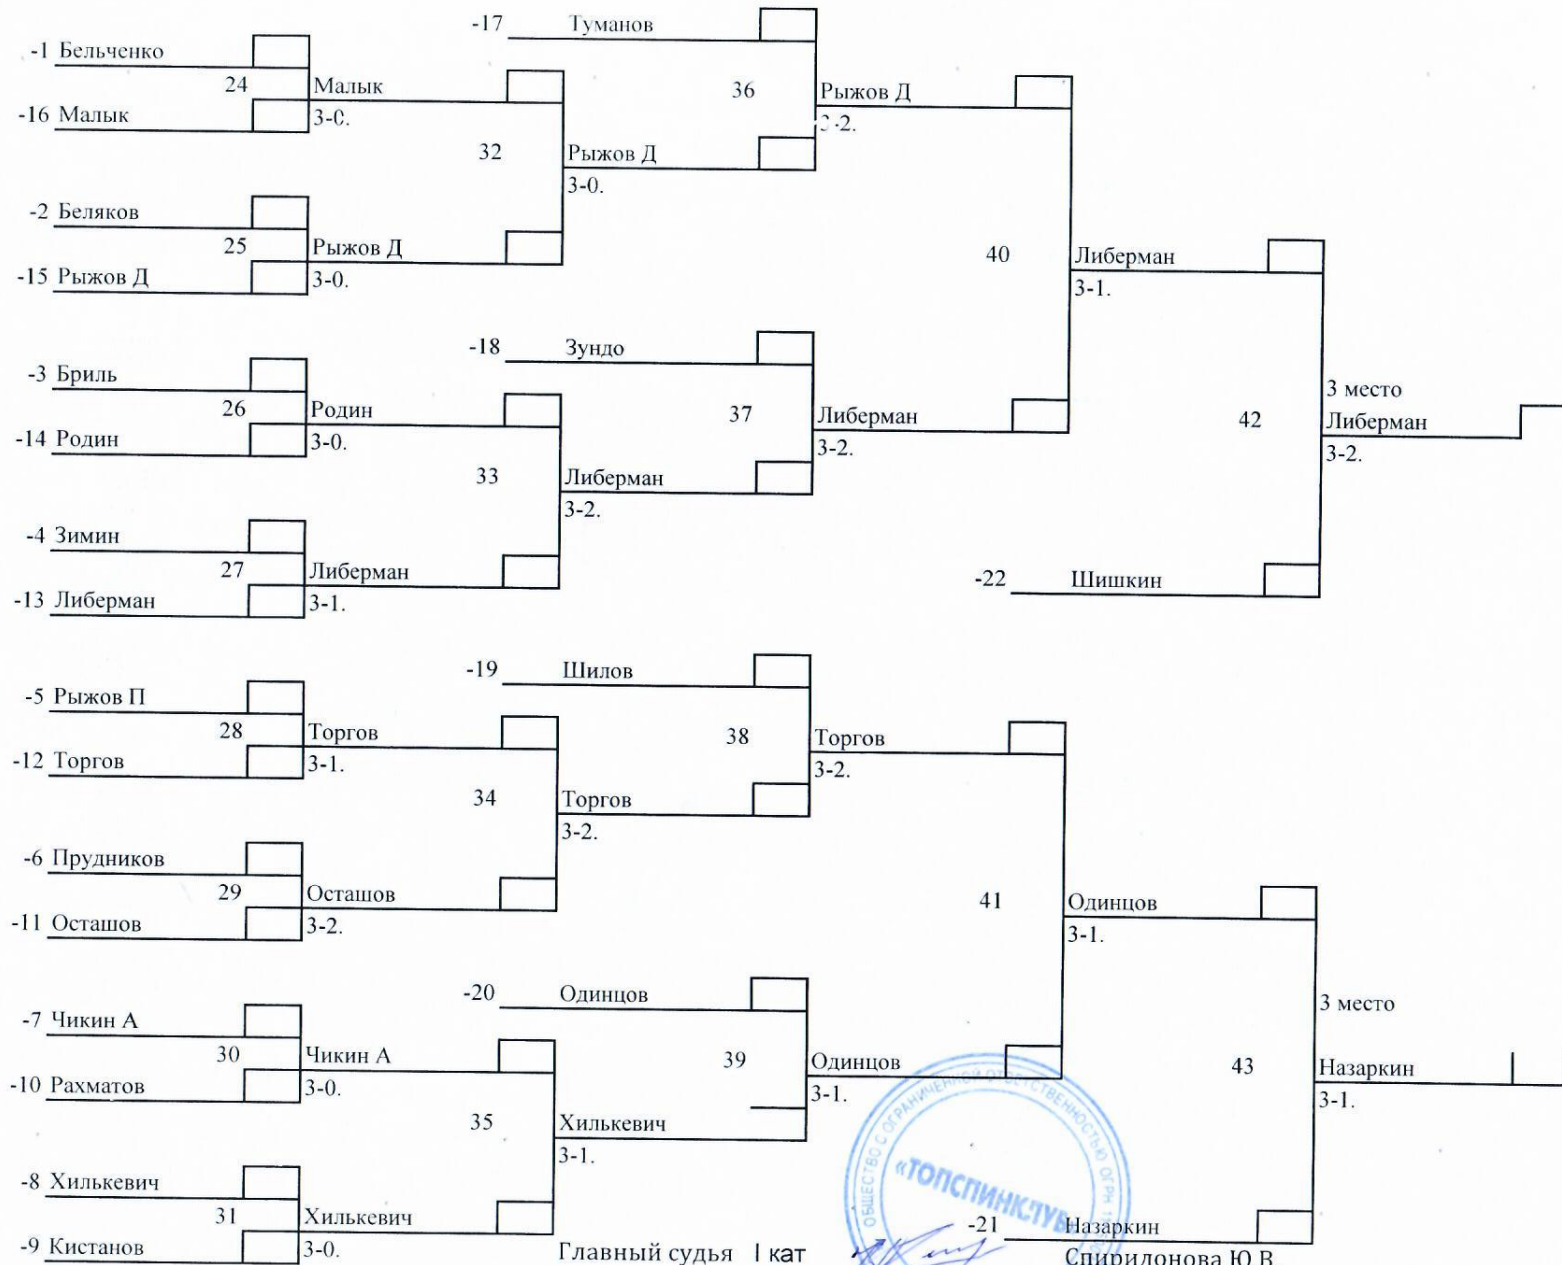 -17 Туманов
-1 Бельченко
24 Малык
36 Рыжов Д
-16 Малык
3-0.
3-2.
32 Рыжов Д
3-0.
-2 Беляков
25 Рыжов Д
40 Либерман
-15 Рыжов Д
3-0.
3-1.
-18 Зундо
-3 Бриль
3 место
26 Родин
37 Либерман
42 Либерман
-14 Родин
3-0.
3-2.
3-2.
33 Либерман
3-2.
-4 Зимин
27 Либерман
-22 Шишкин
-13 Либерман
3-1.
-19 Шилов
-5 Рыжов П
28 Торгов
38 Торгов
-12 Торгов
3-1.
3-2.
34 Торгов
3-2.
-6 Прудников
29 Осташов
41 Одинцов
-11 Осташов
3-2.
3-1.
-20 Одинцов
3 место
-7 Чикин А
30 Чикин А
39 Одинцов
43 Назаркин
-10 Рахматов
3-0.
3-1.
3-1.
35 Хилькевич
3-1.
-8 Хилькевич
31 Хилькевич
-21 Назаркин
-9 Кистанов
3-0.
Главный судья I кат
Спиридонова Ю.В.
ОБЩЕСТВО С ОГРАНИЧЕННОЙ ОТВЕТСТВЕННОСТЬЮ ОГРН
«ТОПСПИНКЛУБ»